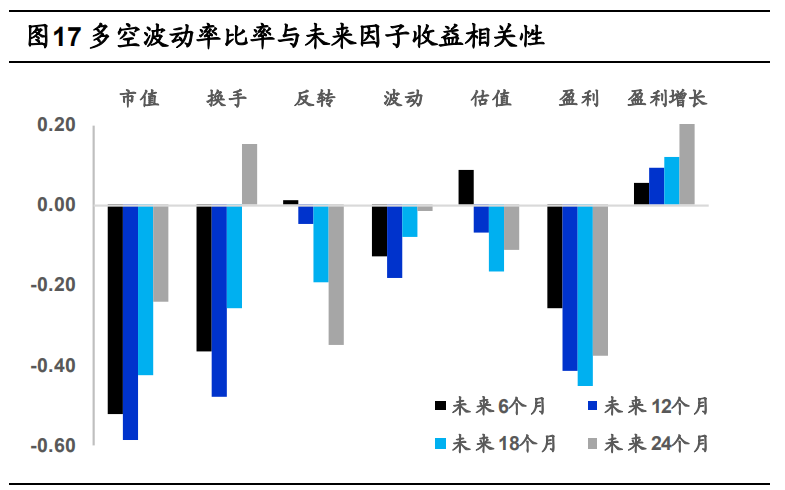 图17 多空波动率比率与未来因子收益相关性
市值 换手 反转 波动 估值 盈利 盈利增长
0.20
0.00
-0.20
-0.40
-0.60
未来6个月 未来12个月
未来18个月 未来24个月